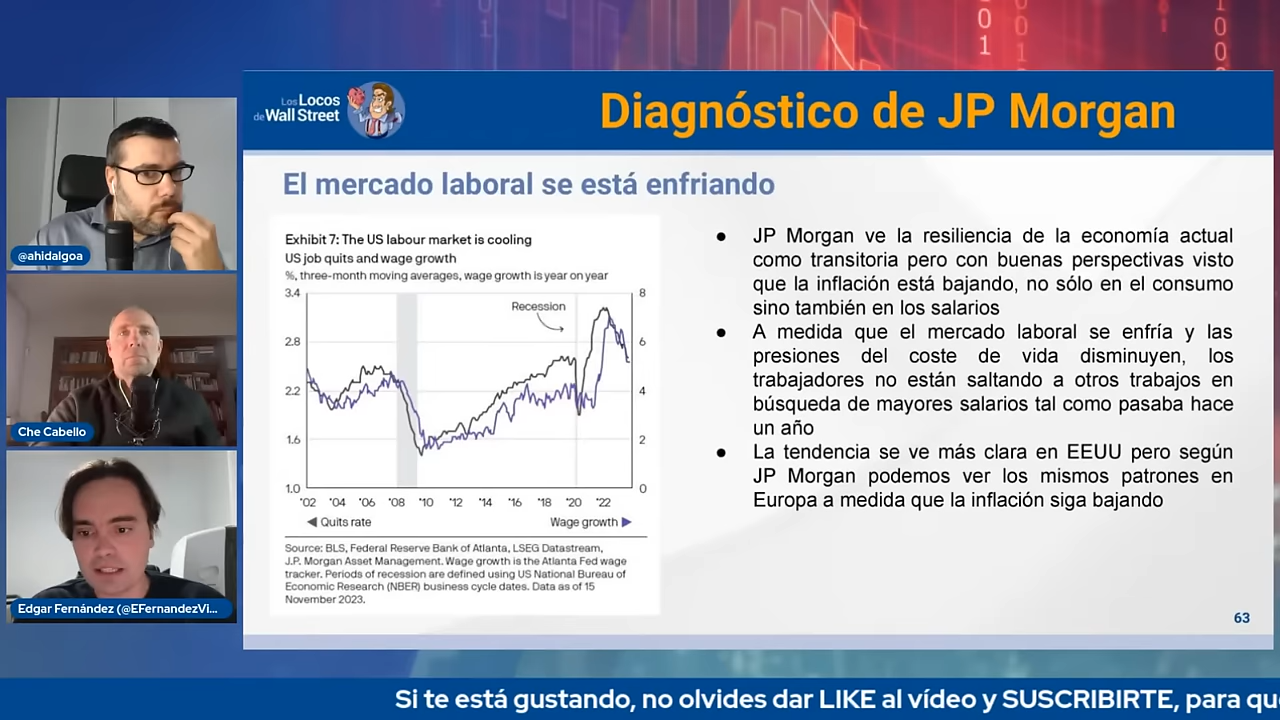 Los Locos
de Wall Street
Diagnóstico de JP Morgan
El mercado laboral se está enfriando
Exhibit 7: The US labour market is cooling
US job quits and wage growth
%, three-month moving averages, wage growth is year on year
3.4
2.8
2.2
1.6
1.0
Recession
8
6
4
2
0
'02 '04 '06 '08 '10 '12 '14 '16 '18 '20 '22
Quits rate
Wage growth
Source: BLS, Federal Reserve Bank of Atlanta, LSEG Datastream,
J.P. Morgan Asset Management. Wage growth is the Atlanta Fed wage
tracker. Periods of recession are defined using US National Bureau of
Economic Research (NBER) business cycle dates. Data as of 15
November 2023.
● JP Morgan ve la resiliencia de la economía actual
como transitoria pero con buenas perspectivas visto
que la inflación está bajando, no sólo en el consumo
sino también en los salarios
● A medida que el mercado laboral se enfría y las
presiones del coste de vida disminuyen, los
trabajadores no están saltando a otros trabajos en
búsqueda de mayores salarios tal como pasaba hace
un año
● La tendencia se ve más clara en EEUU pero según
JP Morgan podemos ver los mismos patrones en
Europa a medida que la inflación siga bajando
63
@ahidalgoa
Che Cabello
Edgar Fernández (@EFernandezVi...
Si te está gustando, no olvides dar LIKE al vídeo y SUSCRIBIRTE, para qu